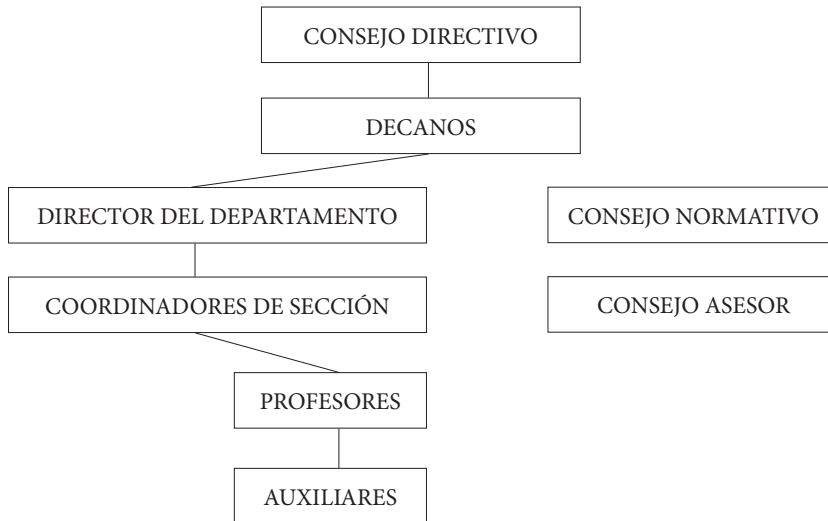 CONSEJO DIRECTIVO
DECANOS
DIRECTOR DEL DEPARTAMENTO
CONSEJO NORMATIVO
COORDINADORES DE SECCIÓN
CONSEJO ASESOR
PROFESORES
AUXILIARES